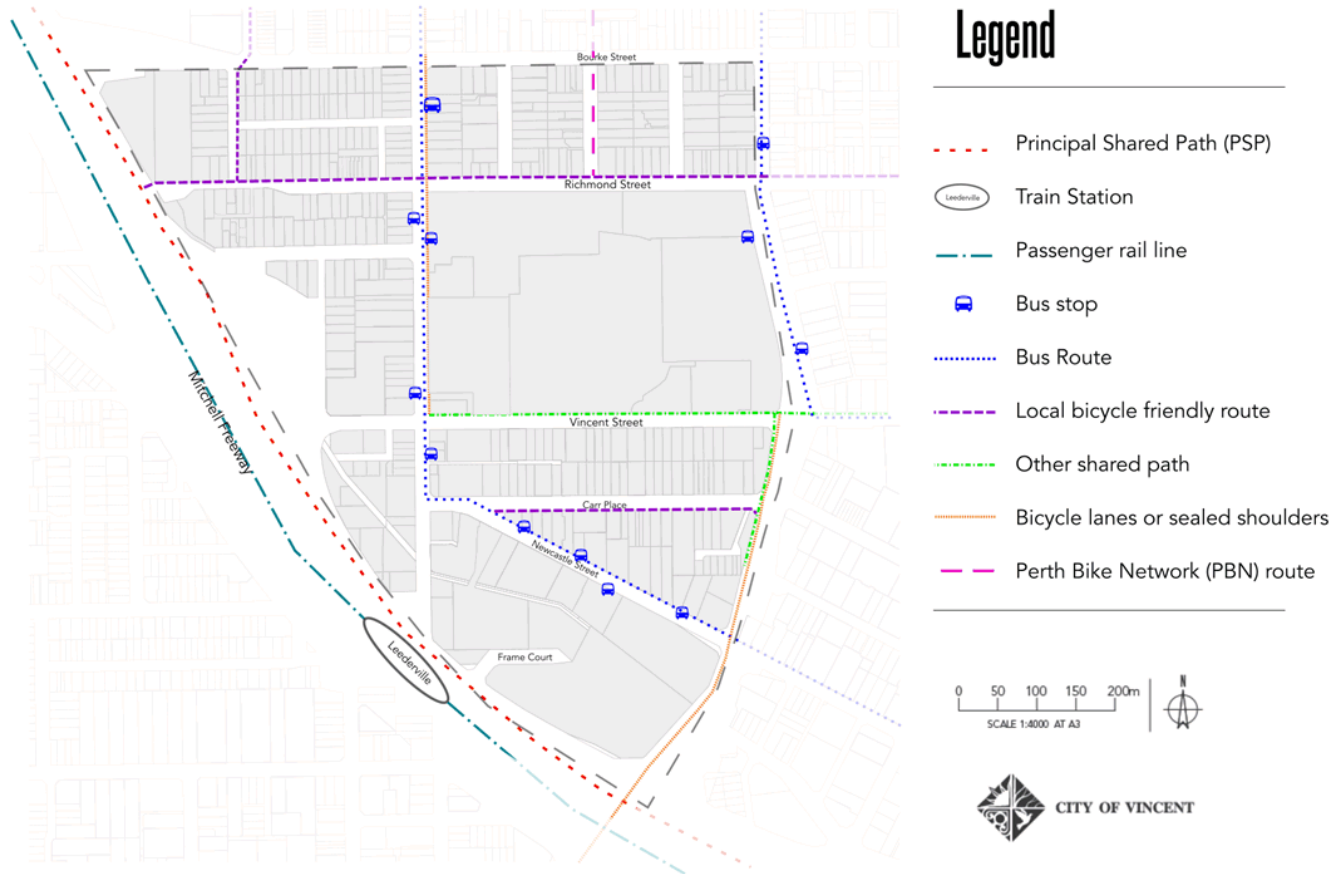 Bourke Street
Richmond Street
Mitchell Freeway
Vincent Street
Carr Place
Newcastle Street
Frame Court
Leederville
Legend
Principal Shared Path (PSP)
Leederville
Train Station
Passenger rail line
Bus stop
Bus Route
Local bicycle friendly route
Other shared path
Bicycle lanes or sealed shoulders
Perth Bike Network (PBN) route
0 50 100 150 200m
SCALE 1:4000 AT A3
N
CITY OF VINCENT